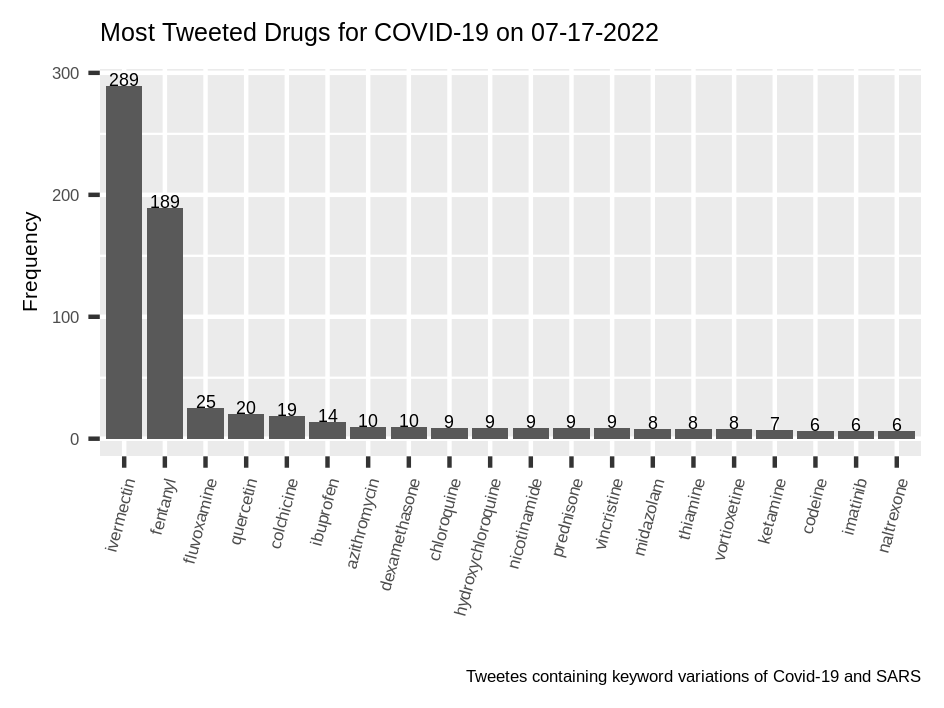 Most Tweeted Drugs for COVID-19 on 07-17-2022
Frequency
300
200
100
0
289
189
25
20
19
14
10
10
9
9
9
9
9
8
8
8
7
6
6
6
ivermectin
fentanyl
fluvoxamine
quercetin
colchicine
ibuprofen
azithromycin
dexamethasone
chloroquine
hydroxychloroquine
nicotinamide
prednisone
vincristine
midazolam
thiamine
vortioxetine
ketamine
codeine
imatinib
naltrexone
Tweetes containing keyword variations of Covid-19 and SARS